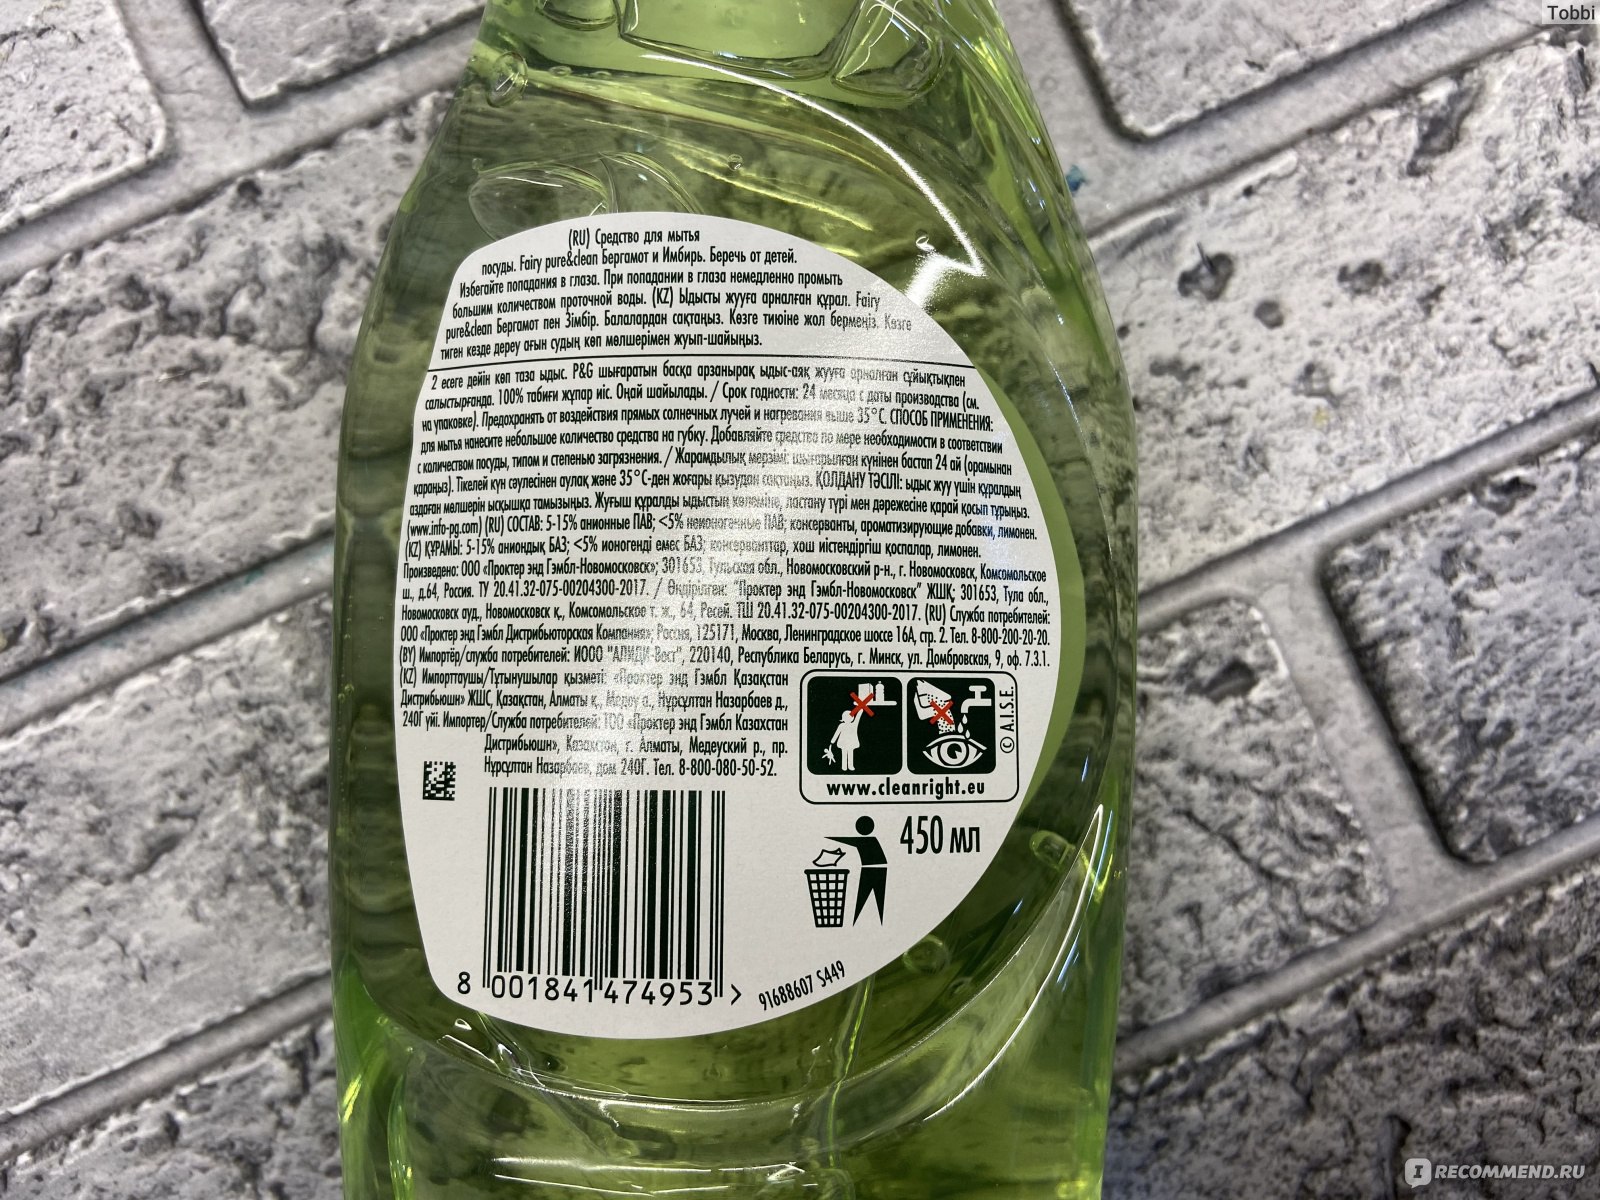 Tobbi
(RU) Средство для мытья
посуды. Fairy pure&clean Бергамот и Имбирь. Беречь от детей.
Избегайте попадания в глаза. При попадании в глаза немедленно промыть
большим количеством проточной воды. (KZ) Ыдысты жууға арналған құрал. Fairy
pure&clean Бергамот пен Зімбір. Балалардан сақтаңыз. Көзге тиюіне жол бермеңіз. Көзге
тиген кезде дереу ағын судың көп мөлшерімен жуып-шайыңыз.
2 есеге дейін көп таза ыдыс. P&G шығаратын басқа арзанырақ ыдыс-аяқ жууға арналған сұйықтықпен
салыстырғанда. 100% табиғи жұпар иіс. Оңай шайылады. / Срок годности: 24 месяца с даты производства (см.
на упаковке). Предохранять от воздействия прямых солнечных лучей и нагревания выше 35°С. СПОСОБ ПРИМЕНЕНИЯ:
для мытья нанесите небольшое количество средства на губку. Добавляйте средство по мере необходимости в соответствии
с количеством посуды, типом и степенью загрязнения. / Жарамдылық мерзімі: шығарылған күнінен бастап 24 ай (орамынан
қараңыз). Тікелей күн сәулесінен аулақ және 35°С-ден жоғары қызудан сақтаңыз. ҚОЛДАНУ ТӘСІЛІ: ыдыс жуу үшін құралдың
аздаған мөлшерін ысқышқа тамызыңыз. Жуғыш құралды ыдыстың көлеміне, ластану түрі мен дәрежесіне қарай қосып тұрыңыз.
(www.info-pg.com) (RU) СОСТАВ: 5-15% анионные ПАВ; <5% неионогенные ПАВ; консерванты, ароматизирующие добавки, лимонен.
(KZ) ҚҰРАМЫ: 5-15% аниондық БАЗ; <5% ионогенді емес БАЗ; консерванттар, хош иістендіргіш қоспалар, лимонен.
Произведено: ООО «Проктер энд Гэмбл-Новомосковск»; 301653, Тульская обл., Новомосковский р-н., г. Новомосковск, Комсомольское
ш., д.64, Россия. ТУ 20.41.32-075-00204300-2017. / Өндірілген: "Проктер энд Гэмбл-Новомосковск" ЖШҚ; 301653, Тула обл.,
Новомосковск ауд., Новомосковск қ., Комсомольское т. ж., 64, Ресей. ТШ 20.41.32-075-00204300-2017. (RU) Служба потребителей:
ООО «Проктер энд Гэмбл Дистрибьюторская Компания»; Россия, 125171, Москва, Ленинградское шоссе 16А, стр. 2. Тел. 8-800-200-20-20.
(BY) Импортёр/служба потребителей: ИООО "АЛИДИ-Вест", 220140, Республика Беларусь, г. Минск, ул. Домбровская, 9, оф. 7.3.1.
(KZ) Импорттаушы/Тұтынушылар қызметі: «Проктер энд Гэмбл Қазақстан
Дистрибьюшн» ЖШС, Қазақстан, Алматы қ., Медеу а., Нұрсұлтан Назарбаев д.,
240Г үйі. Импортер/Служба потребителей: ТОО «Проктер энд Гэмбл Казахстан
Дистрибьюшн», Казахстан, г. Алматы, Медеуский р., пр.
Нұрсұлтан Назарбаев, дом 240Г. Тел. 8-800-080-50-52.
© A.I.S.E.
www.cleanright.eu
450 мл
8 001841 474953 >
91688607 S449
IRECOMMEND.RU